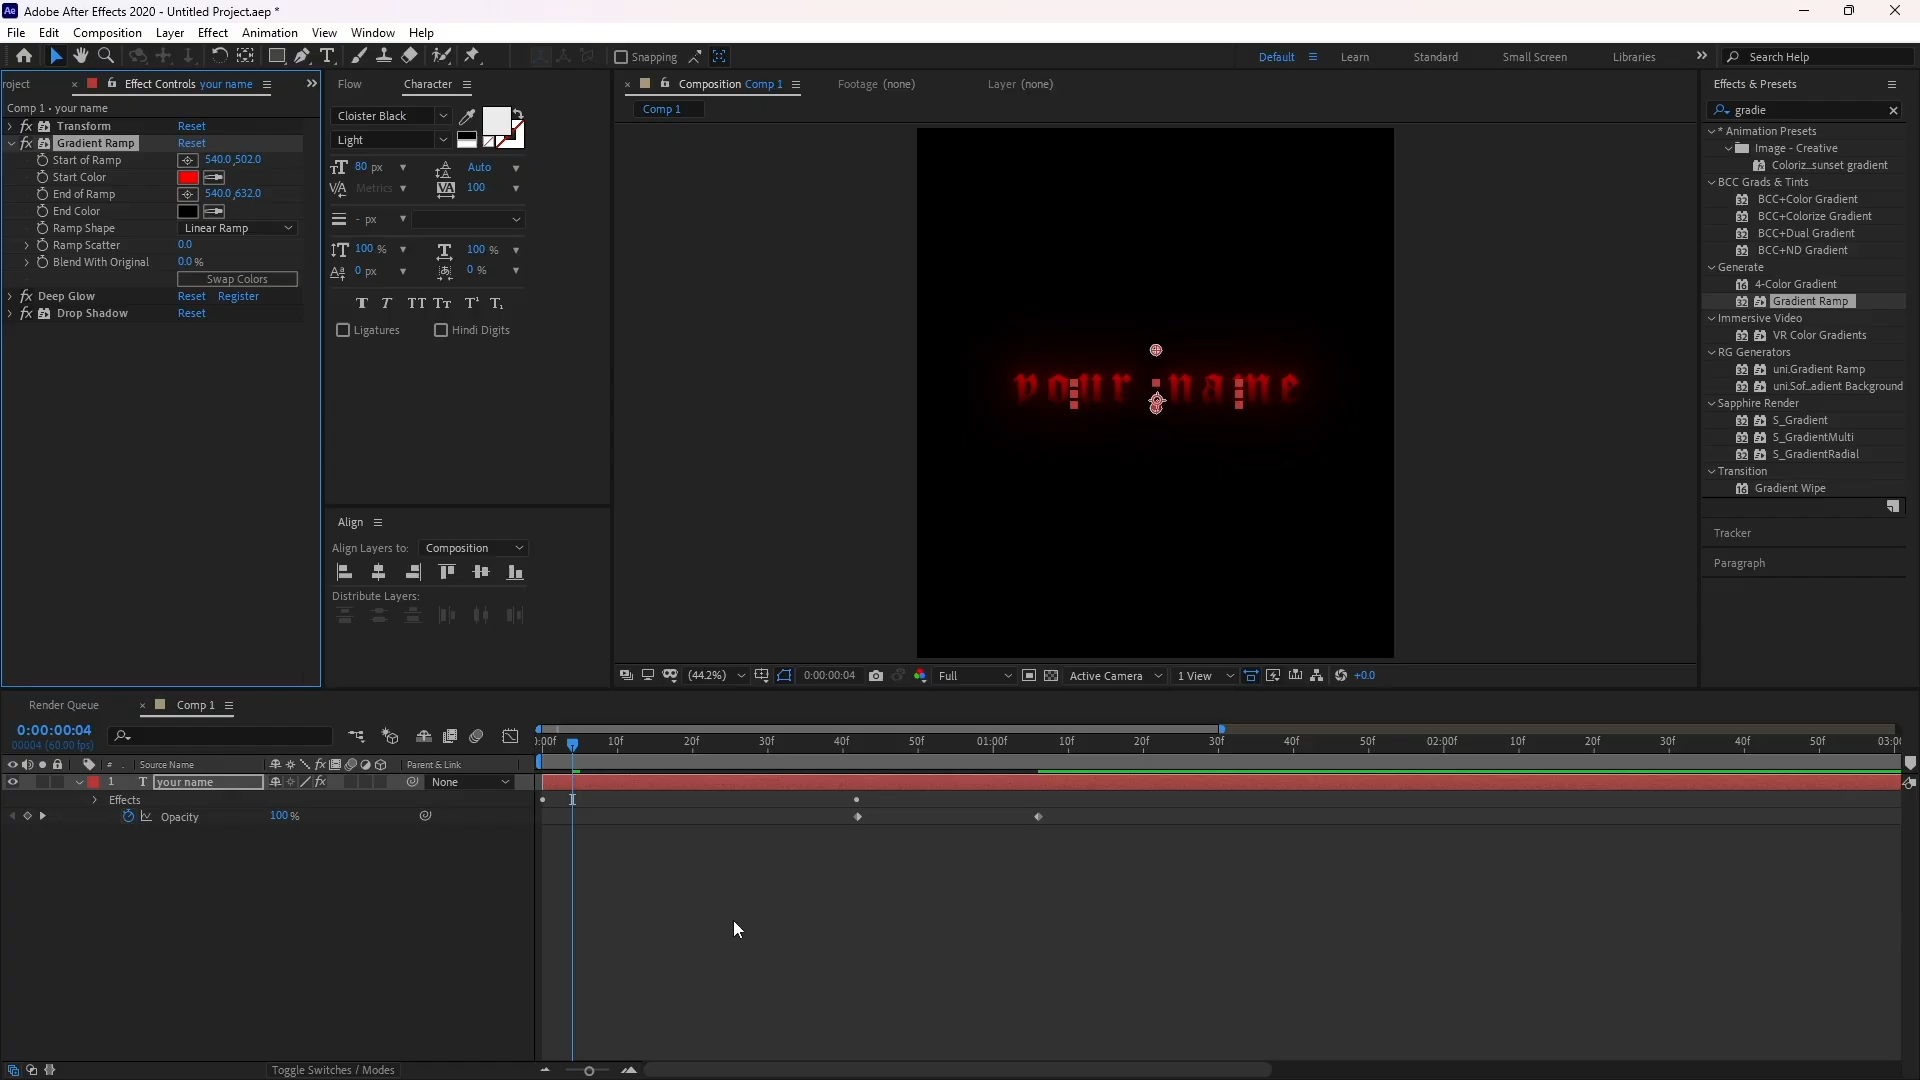 Adobe After Effects 2020 - Untitled Project.aep *
File Edit Composition Layer Effect Animation View Window Help
Snapping
Default Learn Standard Small Screen Libraries Search Help
roject Effect Controls your name
Comp 1 • your name
fx Transform Reset
fx Gradient Ramp Reset
Start of Ramp 540.0,502.0
Start Color
End of Ramp 540.0,632.0
End Color
Ramp Shape Linear Ramp
Ramp Scatter 0.0
Blend With Original 0.0 %
Swap Colors
fx Deep Glow Reset Register
fx Drop Shadow Reset
Flow Character
Cloister Black
Light
80 px Auto
Metrics 100
- px
100 % 100 %
0 px 0 %
Ligatures Hindi Digits
Align
Align Layers to: Composition
Distribute Layers:
Composition Comp 1 Footage (none) Layer (none)
Comp 1
your name
(44.2%) 0:00:00:04 Full Active Camera 1 View +0.0
Effects & Presets
gradie
* Animation Presets
Image - Creative
Coloriz...sunset gradient
BCC Grads & Tints
BCC+Color Gradient
BCC+Colorize Gradient
BCC+Dual Gradient
BCC+ND Gradient
Generate
4-Color Gradient
Gradient Ramp
Immersive Video
VR Color Gradients
RG Generators
uni.Gradient Ramp
uni.Sof...adient Background
Sapphire Render
S_Gradient
S_GradientMulti
S_GradientRadial
Transition
Gradient Wipe
Tracker
Paragraph
Render Queue Comp 1
0:00:00:04
00004 (60.00 fps)
):00f 10f 20f 30f 40f 50f 01:00f 10f 20f 30f 40f 50f 02:00f 10f 20f 30f 40f 50f 03:0
# Source Name Parent & Link
1 T your name fx None
Effects
Opacity 100 %
Toggle Switches / Modes